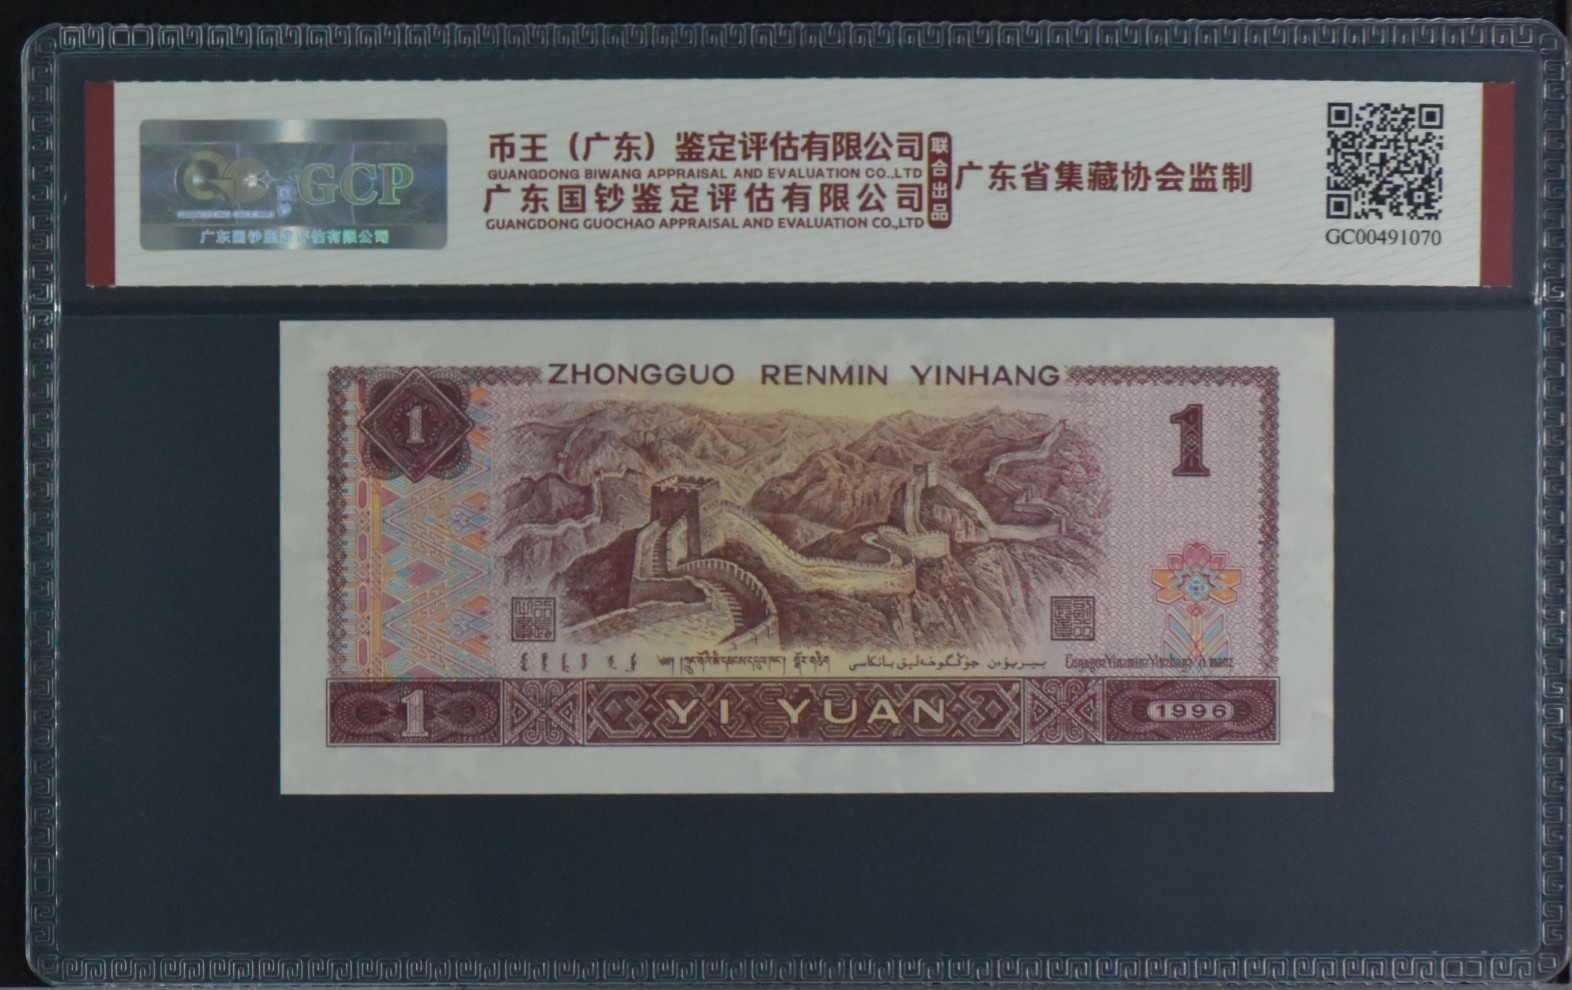 GCP
广东国钞鉴定评估有限公司
币王（广东）鉴定评估有限公司
GUANGDONG BIWANG APPRAISAL AND EVALUATION CO.,LTD
广东国钞鉴定评估有限公司
GUANGDONG GUOCHAO APPRAISAL AND EVALUATION CO.,LTD
联合出品
广东省集藏协会监制
GC00491070
ZHONGGUO RENMIN YINHANG
1
1
1
YI YUAN
1996